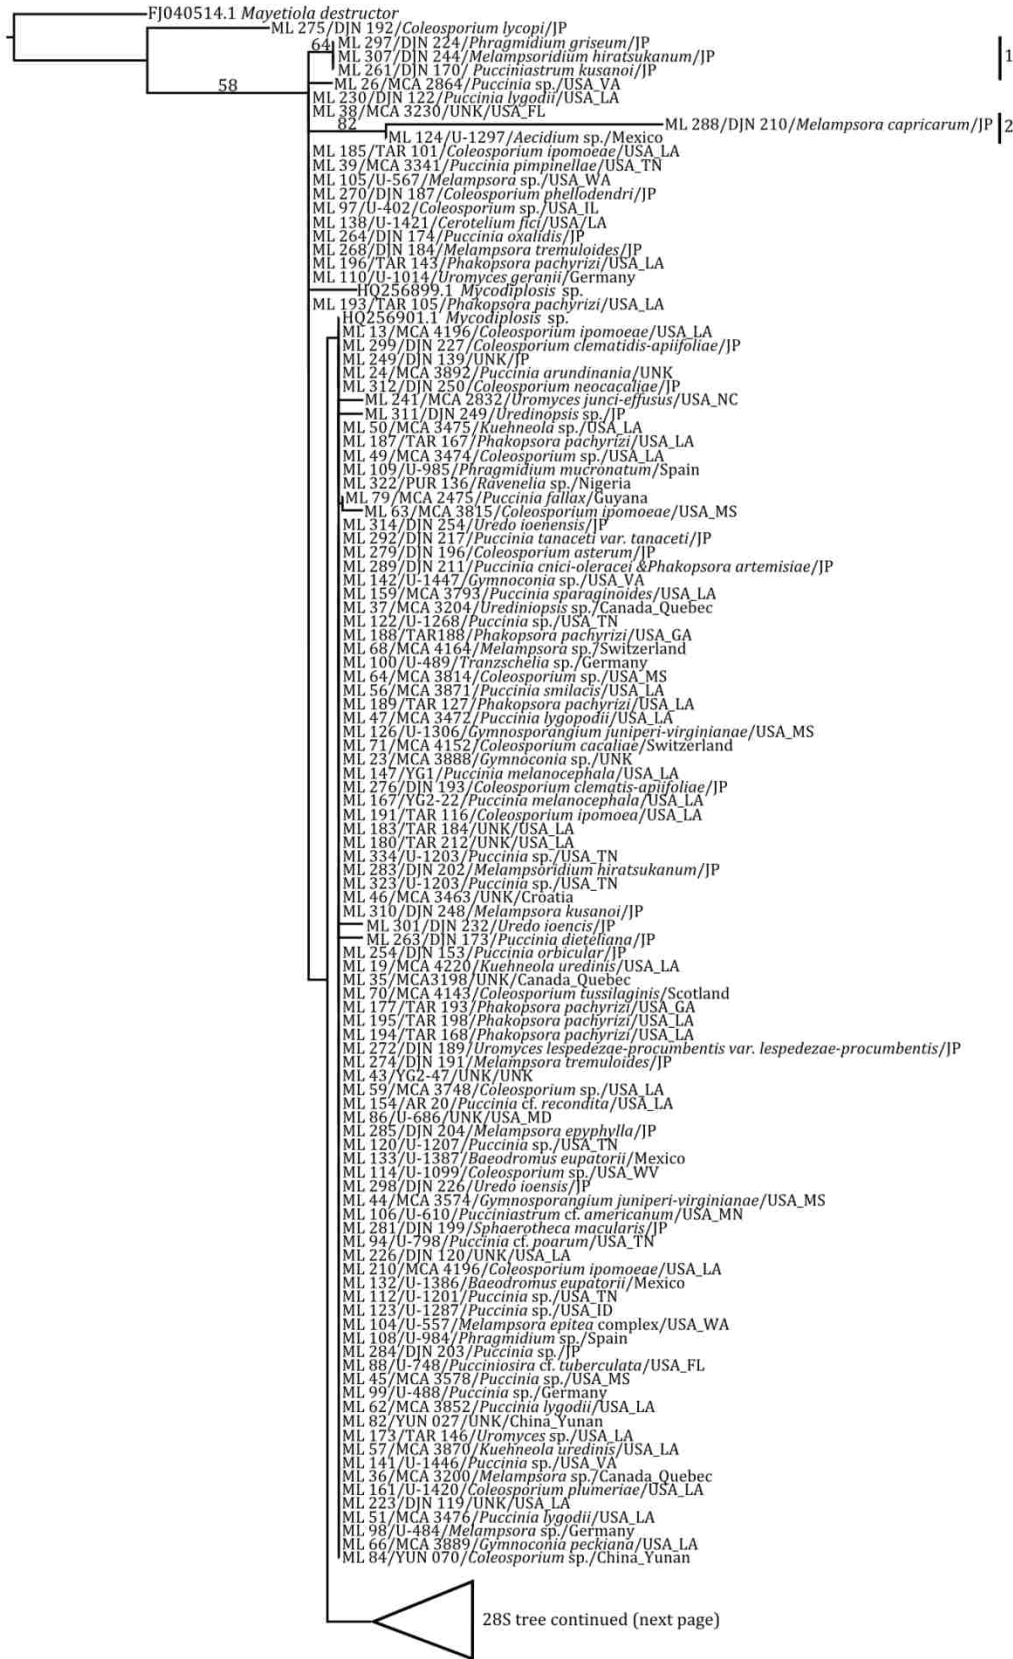 FJ040514.1 Mayetiola destructor
ML 275/DJN 192/Coleosporium lycopi/JP
64
ML 297/DJN 224/Phragmidium griseum/JP
ML 307/DJN 244/Melampsoridium hiratsukanum/JP
1
ML 261/DJN 170/ Pucciniastrum kusanoi/JP
58
ML 26/MCA 2864/Puccinia sp./USA_VA
ML 230/DJN 122/Puccinia lygodii/USA_LA
ML 38/MCA 3230/UNK/USA_FL
82
ML 288/DJN 210/Melampsora capricarum/JP
2
ML 124/U-1297/Aecidium sp./Mexico
ML 185/TAR 101/Coleosporium ipomoeae/USA_LA
ML 39/MCA 3341/Puccinia pimpinellae/USA_TN
ML 105/U-567/Melampsora sp./USA_WA
ML 270/DJN 187/Coleosporium phellodendri/JP
ML 97/U-402/Coleosporium sp./USA_IL
ML 138/U-1421/Cerotelium fici/USA/LA
ML 264/DJN 174/Puccinia oxalidis/JP
ML 268/DJN 184/Melampsora tremuloides/JP
ML 196/TAR 143/Phakopsora pachyrizi/USA_LA
ML 110/U-1014/Uromyces geranii/Germany
HQ256899.1 Mycodiplosis sp.
ML 193/TAR 105/Phakopsora pachyrizi/USA_LA
HQ256901.1 Mycodiplosis sp.
ML 13/MCA 4196/Coleosporium ipomoeae/USA_LA
ML 299/DJN 227/Coleosporium clematidis-apiifoliae/JP
ML 249/DJN 139/UNK/JP
ML 24/MCA 3892/Puccinia arundinania/UNK
ML 312/DJN 250/Coleosporium neocacaliae/JP
ML 241/MCA 2832/Uromyces junci-effusus/USA_NC
ML 311/DJN 249/Uredinopsis sp./JP
ML 50/MCA 3475/Kuehneola sp./USA_LA
ML 187/TAR 167/Phakopsora pachyrizi/USA_LA
ML 49/MCA 3474/Coleosporium sp./USA_LA
ML 109/U-985/Phragmidium mucronatum/Spain
ML 322/PUR 136/Ravenelia sp./Nigeria
ML 79/MCA 2475/Puccinia fallax/Guyana
ML 63/MCA 3815/Coleosporium ipomoeae/USA_MS
ML 314/DJN 254/Uredo ioenensis/JP
ML 292/DJN 217/Puccinia tanaceti var. tanaceti/JP
ML 279/DJN 196/Coleosporium asterum/JP
ML 289/DJN 211/Puccinia cnici-oleracei &Phakopsora artemisiae/JP
ML 142/U-1447/Gymnoconia sp./USA_VA
ML 159/MCA 3793/Puccinia sparaginoides/USA_LA
ML 37/MCA 3204/Urediniopsis sp./Canada_Quebec
ML 122/U-1268/Puccinia sp./USA_TN
ML 188/TAR188/Phakopsora pachyrizi/USA_GA
ML 68/MCA 4164/Melampsora sp./Switzerland
ML 100/U-489/Tranzschelia sp./Germany
ML 64/MCA 3814/Coleosporium sp./USA_MS
ML 56/MCA 3871/Puccinia smilacis/USA_LA
ML 189/TAR 127/Phakopsora pachyrizi/USA_LA
ML 47/MCA 3472/Puccinia lygopodii/USA_LA
ML 126/U-1306/Gymnosporangium juniperi-virginianae/USA_MS
ML 71/MCA 4152/Coleosporium cacaliae/Switzerland
ML 23/MCA 3888/Gymnoconia sp./UNK
ML 147/YG1/Puccinia melanocephala/USA_LA
ML 276/DJN 193/Coleosporium clematis-apiifoliae/JP
ML 167/YG2-22/Puccinia melanocephala/USA_LA
ML 191/TAR 116/Coleosporium ipomoea/USA_LA
ML 183/TAR 184/UNK/USA_LA
ML 180/TAR 212/UNK/USA_LA
ML 334/U-1203/Puccinia sp./USA_TN
ML 283/DJN 202/Melampsoridium hiratsukanum/JP
ML 323/U-1203/Puccinia sp./USA_TN
ML 46/MCA 3463/UNK/Croatia
ML 310/DJN 248/Melampsora kusanoi/JP
ML 301/DJN 232/Uredo ioencis/JP
ML 263/DJN 173/Puccinia dieteliana/JP
ML 254/DJN 153/Puccinia orbicular/JP
ML 19/MCA 4220/Kuehneola uredinis/USA_LA
ML 35/MCA3198/UNK/Canada_Quebec
ML 70/MCA 4143/Coleosporium tussilaginis/Scotland
ML 177/TAR 193/Phakopsora pachyrizi/USA_GA
ML 195/TAR 198/Phakopsora pachyrizi/USA_LA
ML 194/TAR 168/Phakopsora pachyrizi/USA_LA
ML 272/DJN 189/Uromyces lespedezae-procumbentis var. lespedezae-procumbentis/JP
ML 274/DJN 191/Melampsora tremuloides/JP
ML 43/YG2-47/UNK/UNK
ML 59/MCA 3748/Coleosporium sp./USA_LA
ML 154/AR 20/Puccinia cf. recondita/USA_LA
ML 86/U-686/UNK/USA_MD
ML 285/DJN 204/Melampsora epyphylla/JP
ML 120/U-1207/Puccinia sp./USA_TN
ML 133/U-1387/Baeodromus eupatorii/Mexico
ML 114/U-1099/Coleosporium sp./USA_WV
ML 298/DJN 226/Uredo ioensis/JP
ML 44/MCA 3574/Gymnosporangium juniperi-virginianae/USA_MS
ML 106/U-610/Pucciniastrum cf. americanum/USA_MN
ML 281/DJN 199/Sphaerotheca macularis/JP
ML 94/U-798/Puccinia cf. poarum/USA_TN
ML 226/DJN 120/UNK/USA_LA
ML 210/MCA 4196/Coleosporium ipomoeae/USA_LA
ML 132/U-1386/Baeodromus eupatorii/Mexico
ML 112/U-1201/Puccinia sp./USA_TN
ML 123/U-1287/Puccinia sp./USA_ID
ML 104/U-557/Melampsora epitea complex/USA_WA
ML 108/U-984/Phragmidium sp./Spain
ML 284/DJN 203/Puccinia sp./JP
ML 88/U-748/Pucciniosira cf. tuberculata/USA_FL
ML 45/MCA 3578/Puccinia sp./USA_MS
ML 99/U-488/Puccinia sp./Germany
ML 62/MCA 3852/Puccinia lygodii/USA_LA
ML 82/YUN 027/UNK/China_Yunan
ML 173/TAR 146/Uromyces sp./USA_LA
ML 57/MCA 3870/Kuehneola uredinis/USA_LA
ML 141/U-1446/Puccinia sp./USA_VA
ML 36/MCA 3200/Melampsora sp./Canada_Quebec
ML 161/U-1420/Coleosporium plumeriae/USA_LA
ML 223/DJN 119/UNK/USA_LA
ML 51/MCA 3476/Puccinia lygodii/USA_LA
ML 98/U-484/Melampsora sp./Germany
ML 66/MCA 3889/Gymnoconia peckiana/USA_LA
ML 84/YUN 070/Coleosporium sp./China_Yunan
28S tree continued (next page)